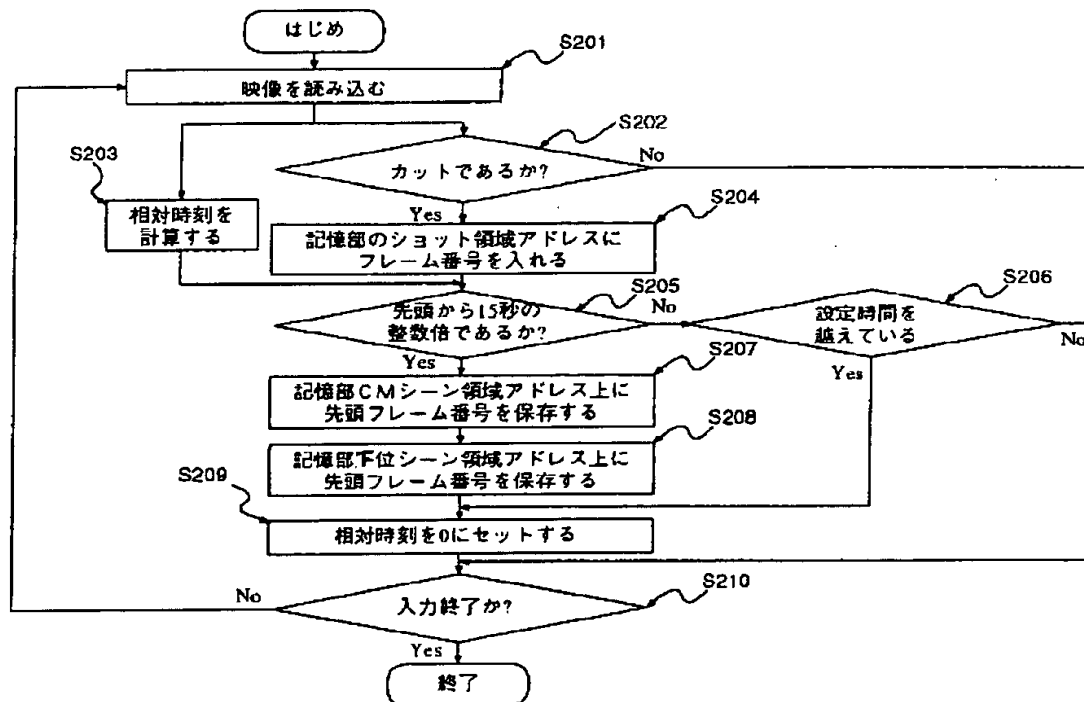 はじめ
S201
映像を読み込む
S202
S203
カットであるか?
No
Yes
相対時刻を
計算する
S204
記憶部のショット領域アドレスに
フレーム番号を入れる
S205
先頭から15秒の
整数倍であるか?
No
Yes
S206
設定時間を
越えている
No
Yes
S207
記憶部CMシーン領域アドレス上に
先頭フレーム番号を保存する
S208
記憶部下位シーン領域アドレス上に
先頭フレーム番号を保存する
S209
相対時刻を0にセットする
S210
入力終了か?
No
Yes
終了